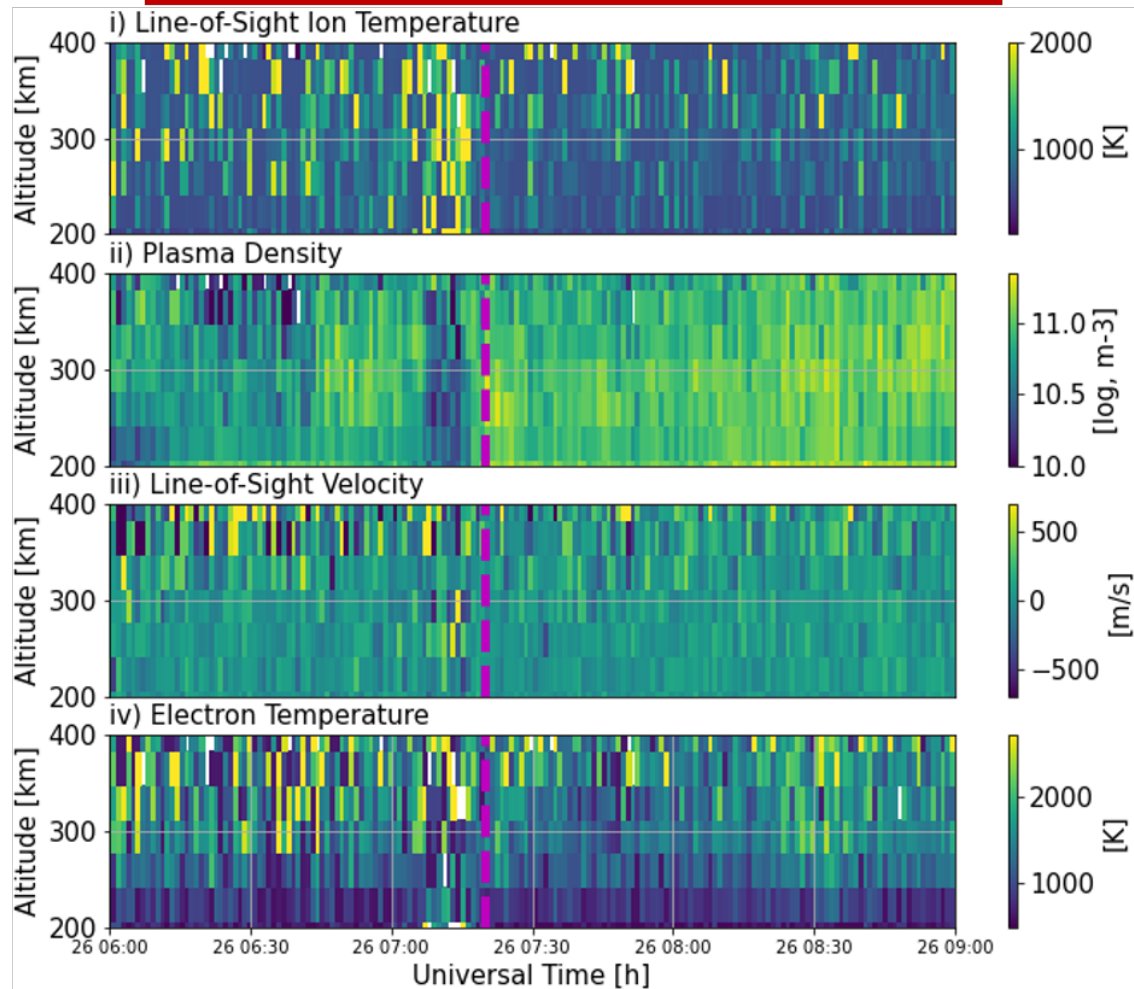 i) Line-of-Sight Ion Temperature
400
300
200
Altitude [km]
2000
1000
[K]
ii) Plasma Density
400
300
200
Altitude [km]
11.0
10.5
10.0
[log, m-3]
iii) Line-of-Sight Velocity
400
300
200
Altitude [km]
500
0
−500
[m/s]
iv) Electron Temperature
400
300
200
Altitude [km]
2000
1000
[K]
26 06:00 26 06:30 26 07:00 26 07:30 26 08:00 26 08:30 26 09:00
Universal Time [h]